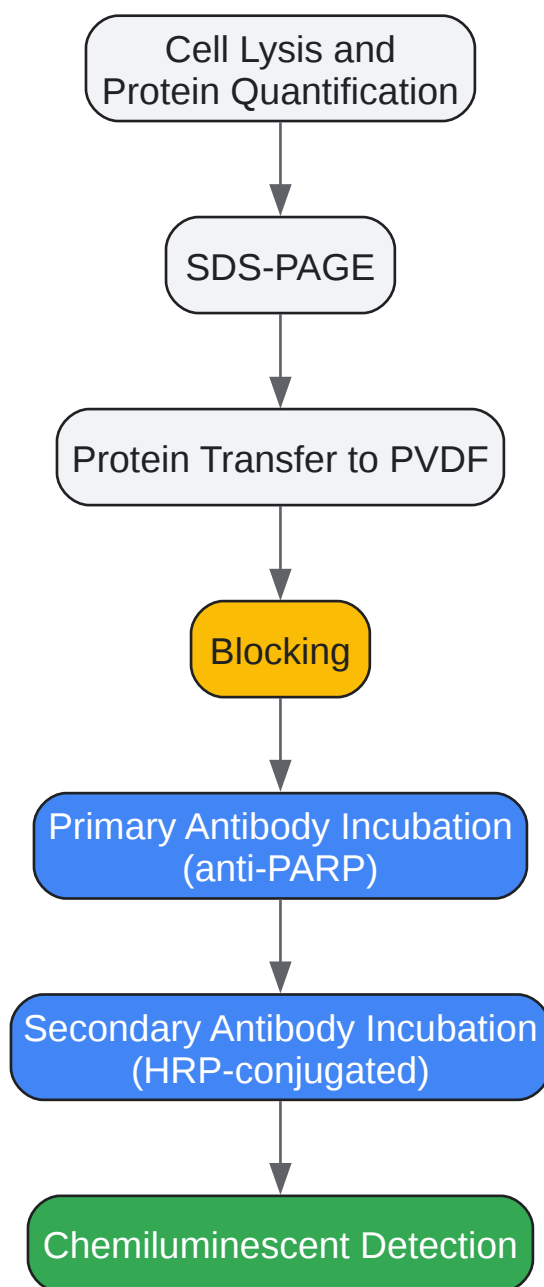 Cell Lysis and
Protein Quantification
SDS-PAGE
Protein Transfer to PVDF
Blocking
Primary Antibody Incubation
(anti-PARP)
Secondary Antibody Incubation
(HRP-conjugated)
Chemiluminescent Detection